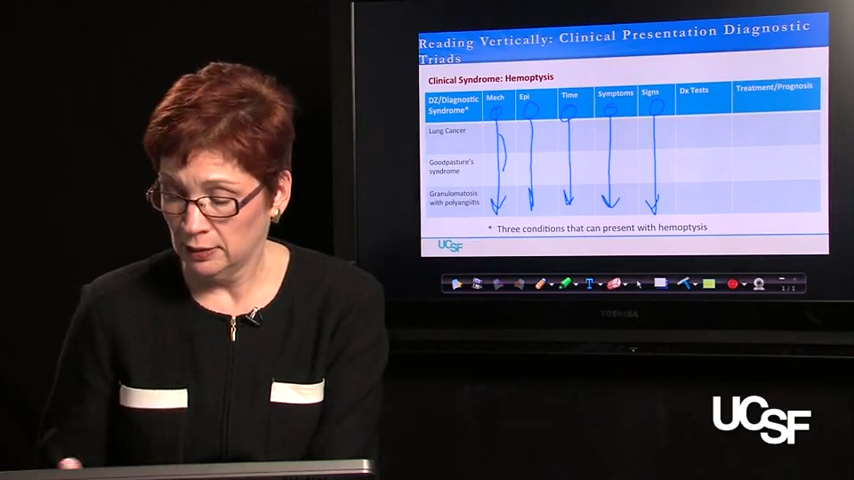 Reading Vertically: Clinical Presentation Diagnostic
Triads
Clinical Syndrome: Hemoptysis
DZ/Diagnostic Syndrome* Mech Epi Time Symptoms Signs Dx Tests Treatment/Prognosis
Lung Cancer
Goodpasture's
syndrome
Granulomatosis
with polyangiitis
* Three conditions that can present with hemoptysis
UCSF
T
1/1
TOSHIBA
UCSF